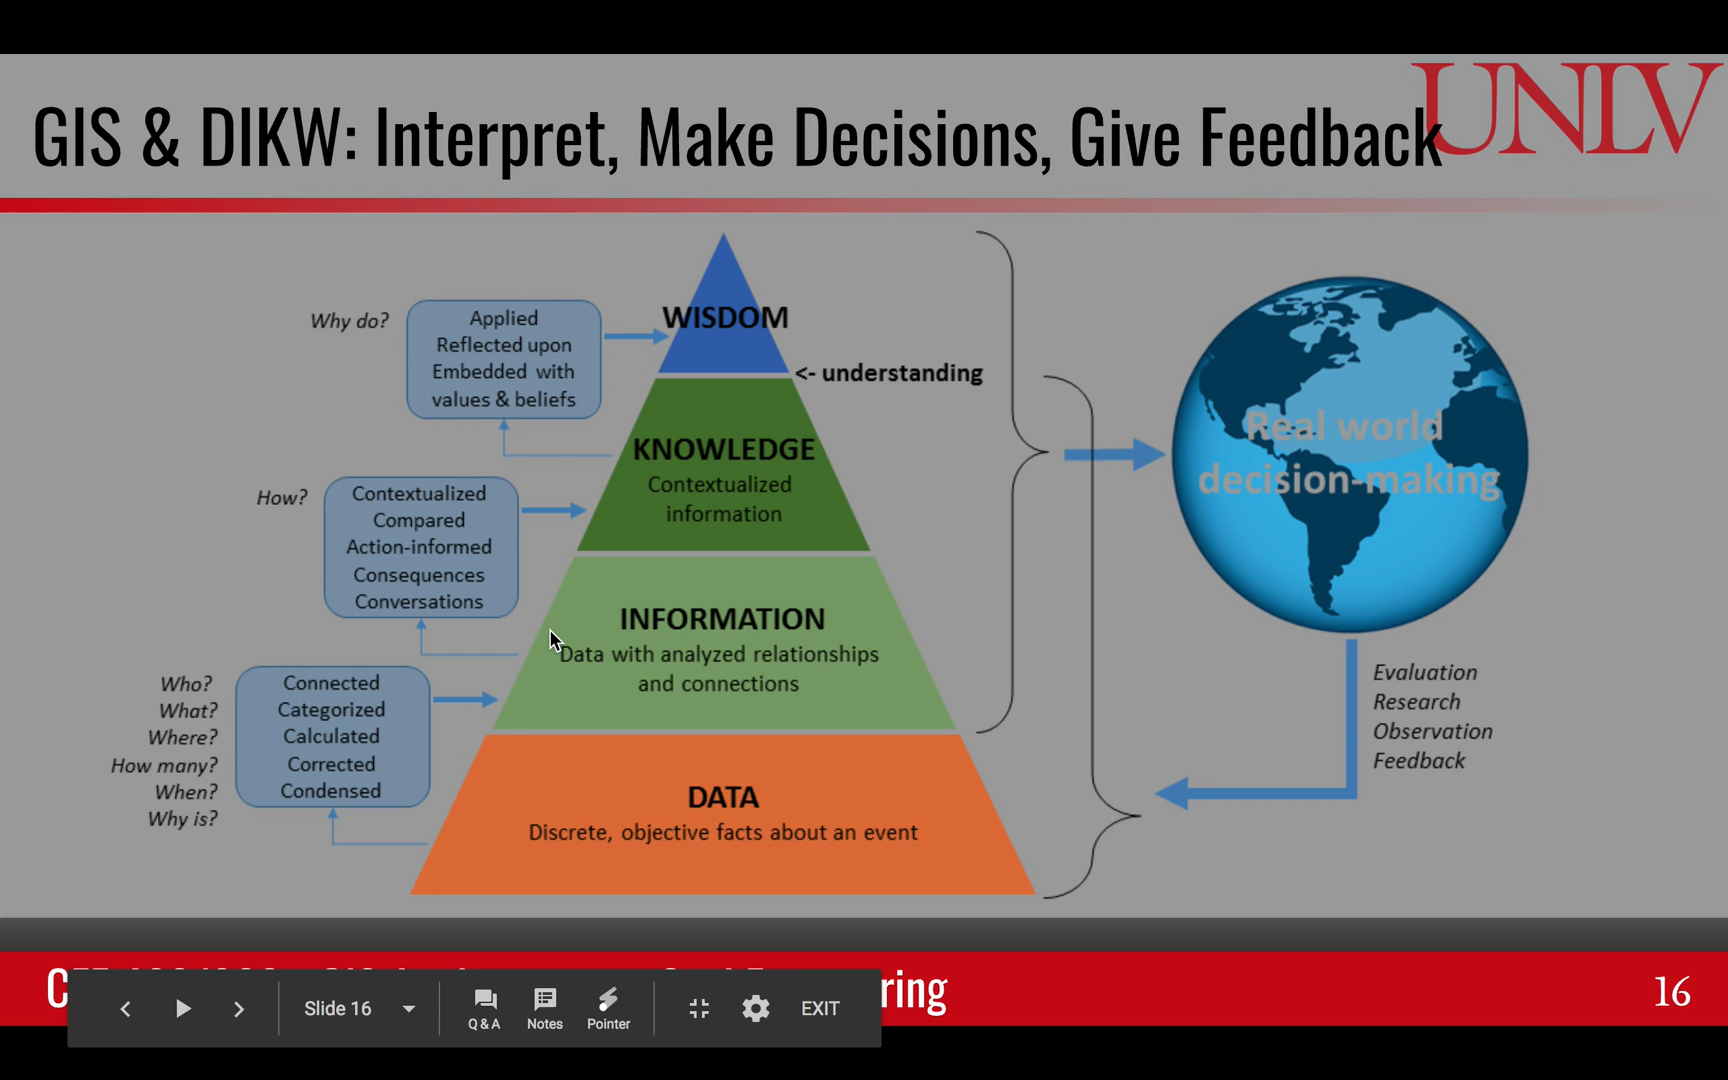 UNLV
GIS & DIKW: Interpret, Make Decisions, Give Feedback
Why do?
Applied
Reflected upon
Embedded with
values & beliefs
WISDOM
<- understanding
KNOWLEDGE
Contextualized
information
How?
Contextualized
Compared
Action-informed
Consequences
Conversations
INFORMATION
Data with analyzed relationships
and connections
Who?
What?
Where?
How many?
When?
Why is?
Connected
Categorized
Calculated
Corrected
Condensed
DATA
Discrete, objective facts about an event
Real world
decision-making
Evaluation
Research
Observation
Feedback
16
Slide 16
Q & A
Notes
Pointer
EXIT